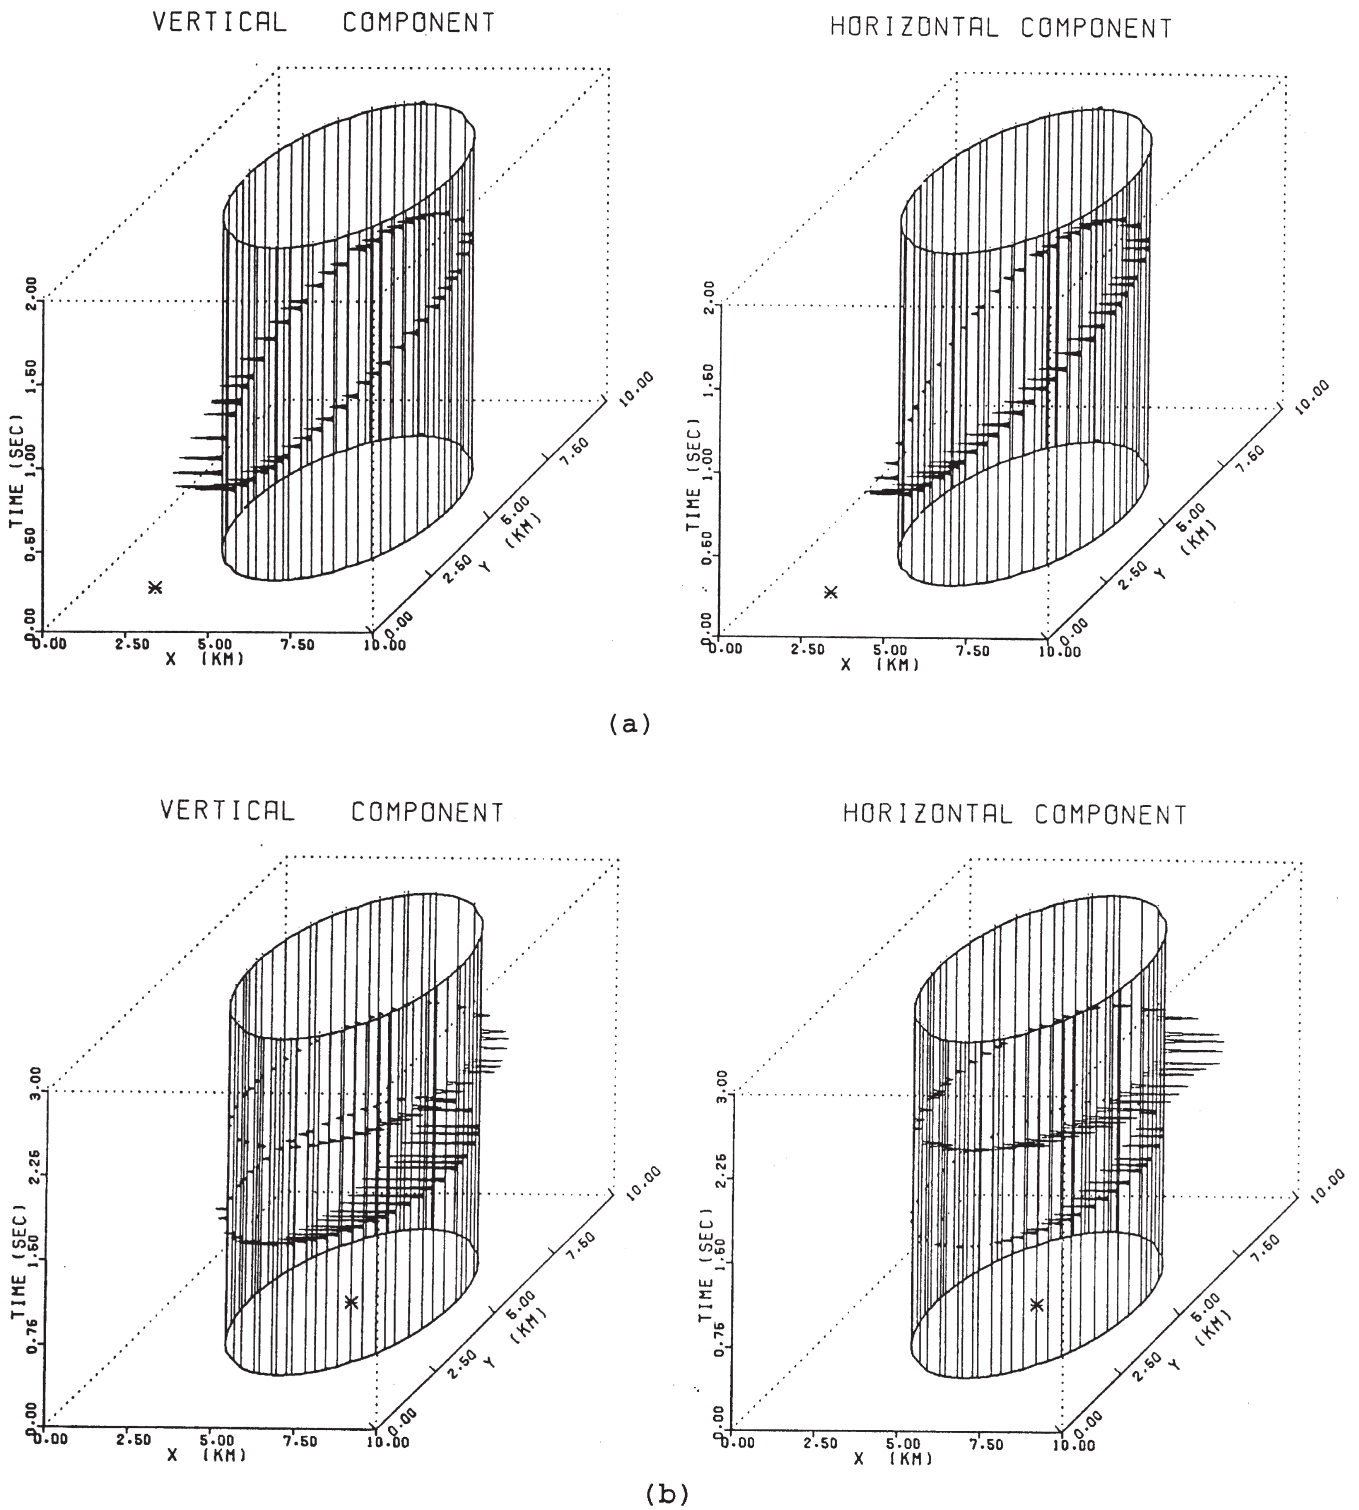 VERTICAL COMPONENT
HORIZONTAL COMPONENT
2.00
1.50
1.00
0.50
0.00
TIME (SEC)
0.00 2.50 5.00 7.50 10.00
X (KM)
0.00 2.50 5.00 7.50 10.00
Y (KM)
2.00
1.50
1.00
0.50
0.00
TIME (SEC)
0.00 2.50 5.00 7.50 10.00
X (KM)
0.00 2.50 5.00 7.50 10.00
Y (KM)
(a)
VERTICAL COMPONENT
HORIZONTAL COMPONENT
3.00
2.25
1.50
0.75
0.00
TIME (SEC)
0.00 2.50 5.00 7.50 10.00
X (KM)
0.00 2.50 5.00 7.50 10.00
Y (KM)
3.00
2.25
1.50
0.75
0.00
TIME (SEC)
0.00 2.50 5.00 7.50 10.00
X (KM)
0.00 2.50 5.00 7.50 10.00
Y (KM)
(b)